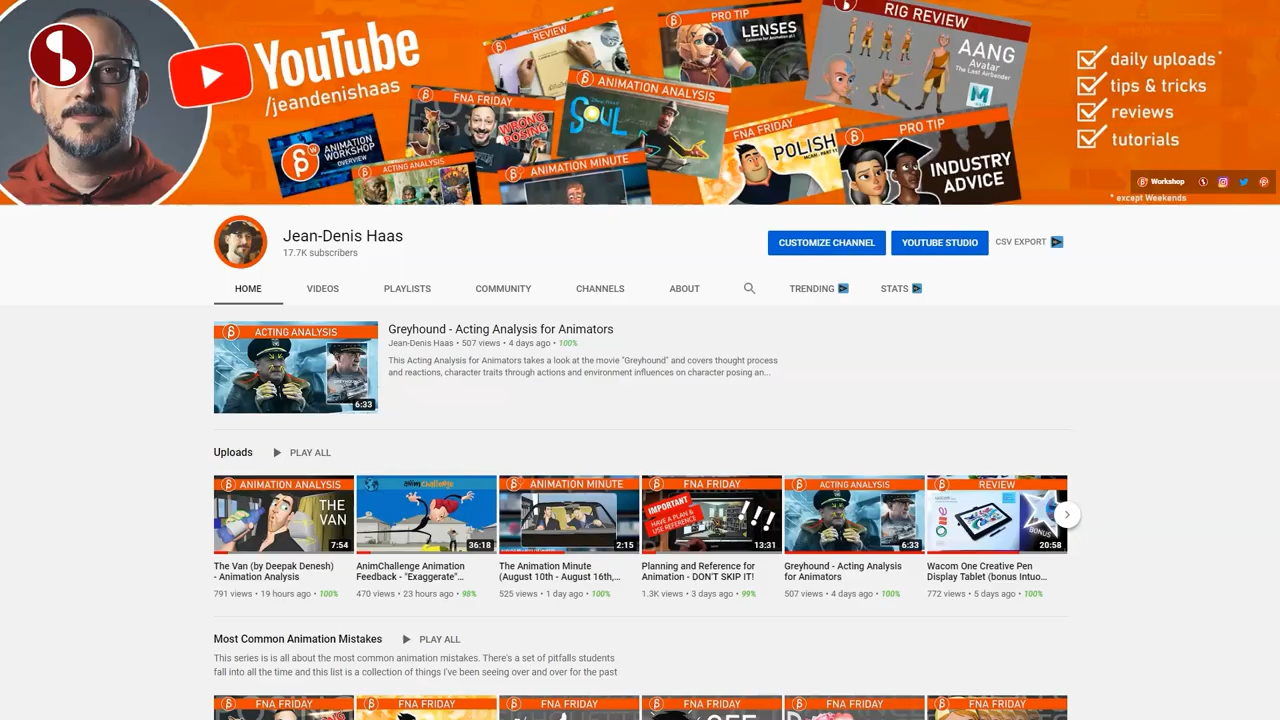 YouTube
/jeandenishaas
REVIEW
PRO TIP
LENSES
RIG REVIEW
AANG
Avatar
The Last Airbender
FNA FRIDAY
WRONG
POSING
ANIMATION ANALYSIS
SOUL
ANIMATION
WORKSHOP
OVERVIEW
ACTING ANALYSIS
ANIMATION MINUTE
FNA FRIDAY
POLISH
PRO TIP
INDUSTRY
ADVICE
daily uploads*
tips & tricks
reviews
tutorials
Workshop
* except Weekends
Jean-Denis Haas
17.7K subscribers
CUSTOMIZE CHANNEL
YOUTUBE STUDIO
CSV EXPORT
HOME VIDEOS PLAYLISTS COMMUNITY CHANNELS ABOUT TRENDING STATS
ACTING ANALYSIS
GREYHOUND
6:33
Greyhound - Acting Analysis for Animators
Jean-Denis Haas • 507 views • 4 days ago • 100%
This Acting Analysis for Animators takes a look at the movie "Greyhound" and covers thought process
and reactions, character traits through actions and environment influences on character posing an...
Uploads PLAY ALL
ANIMATION ANALYSIS
THE
VAN
7:54
The Van (by Deepak Denesh)
- Animation Analysis
791 views • 19 hours ago • 100%
animchallenge
36:18
AnimChallenge Animation
Feedback - "Exaggerate"...
470 views • 23 hours ago • 98%
ANIMATION MINUTE
2:15
The Animation Minute
(August 10th - August 16th,...
525 views • 1 day ago • 100%
FNA FRIDAY
IMPORTANT
HAVE A PLAN &
USE REFERENCE
!!!
13:31
Planning and Reference for
Animation - DON'T SKIP IT!
1.3K views • 3 days ago • 99%
ACTING ANALYSIS
6:33
Greyhound - Acting Analysis
for Animators
507 views • 4 days ago • 100%
REVIEW
ONE
BONUS
20:58
Wacom One Creative Pen
Display Tablet (bonus Intuo...
772 views • 5 days ago • 100%
Most Common Animation Mistakes PLAY ALL
This series is is all about the most common animation mistakes. There's a set of pitfalls students
fall into all the time and this list is a collection of things I've been seeing over and over for the past
FNA FRIDAY
FNA FRIDAY
FNA FRIDAY
FNA FRIDAY
FNA FRIDAY
FNA FRIDAY